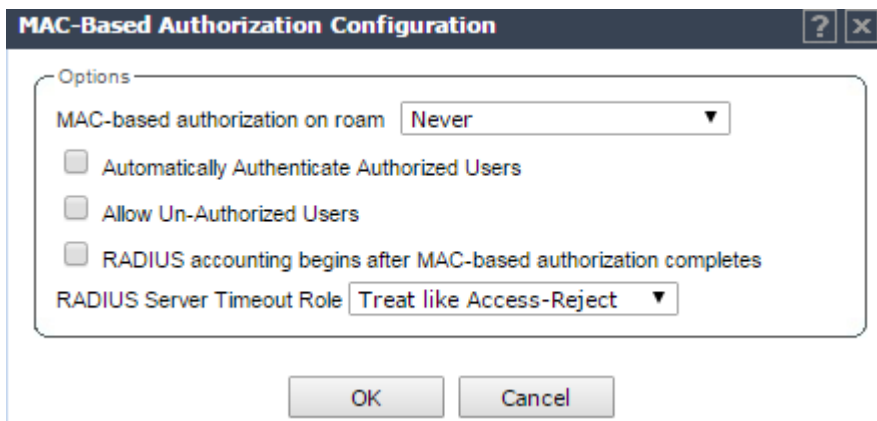 MAC-Based Authorization Configuration ? X
Options
MAC-based authorization on roam Never
Automatically Authenticate Authorized Users
Allow Un-Authorized Users
RADIUS accounting begins after MAC-based authorization completes
RADIUS Server Timeout Role Treat like Access-Reject
OK Cancel